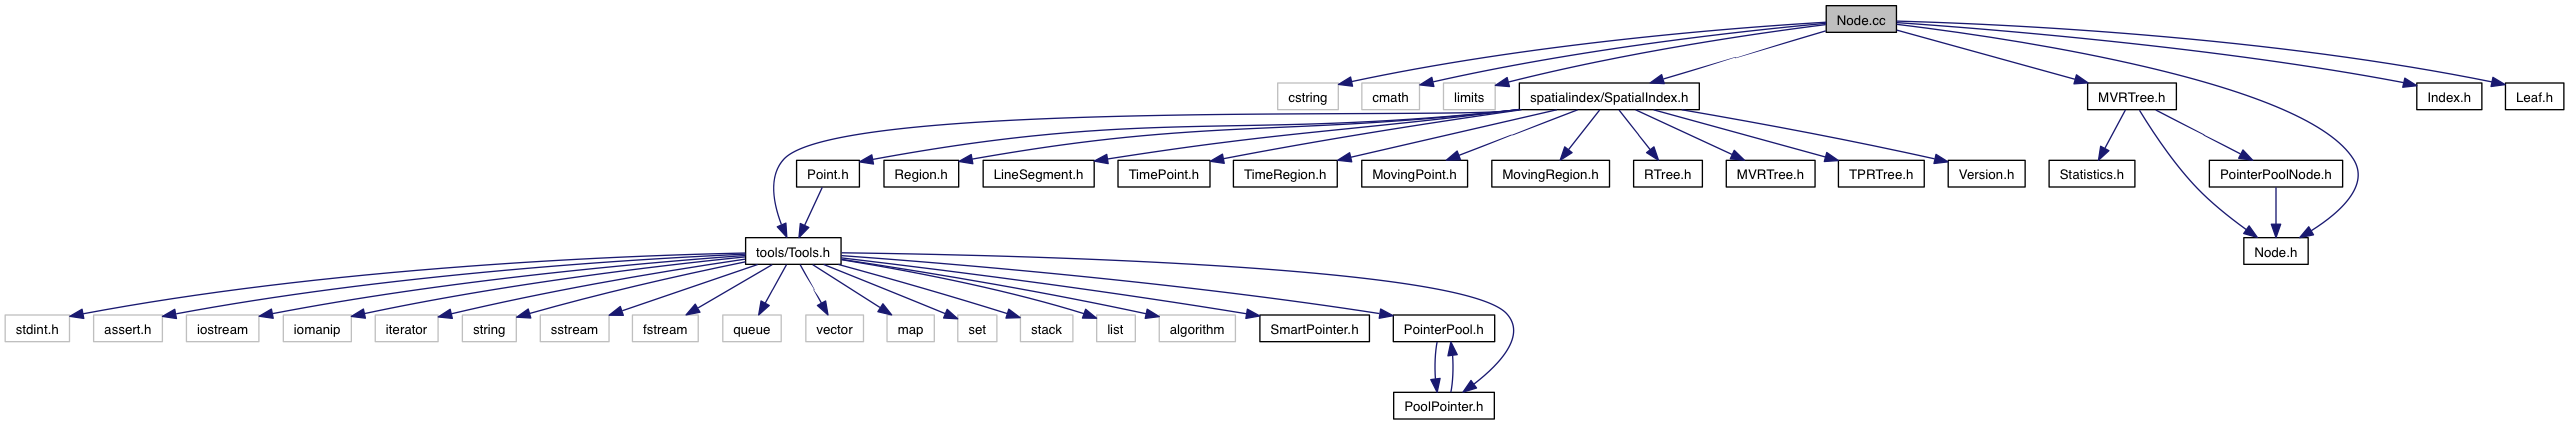 Node.cc
cstring
cmath
limits
spatialindex/SpatialIndex.h
MVRTree.h
Index.h
Leaf.h
Point.h
Region.h
LineSegment.h
TimePoint.h
TimeRegion.h
MovingPoint.h
MovingRegion.h
RTree.h
MVRTree.h
TPRTree.h
Version.h
Statistics.h
PointerPoolNode.h
tools/Tools.h
Node.h
stdint.h
assert.h
iostream
iomanip
iterator
string
sstream
fstream
queue
vector
map
set
stack
list
algorithm
SmartPointer.h
PointerPool.h
PoolPointer.h